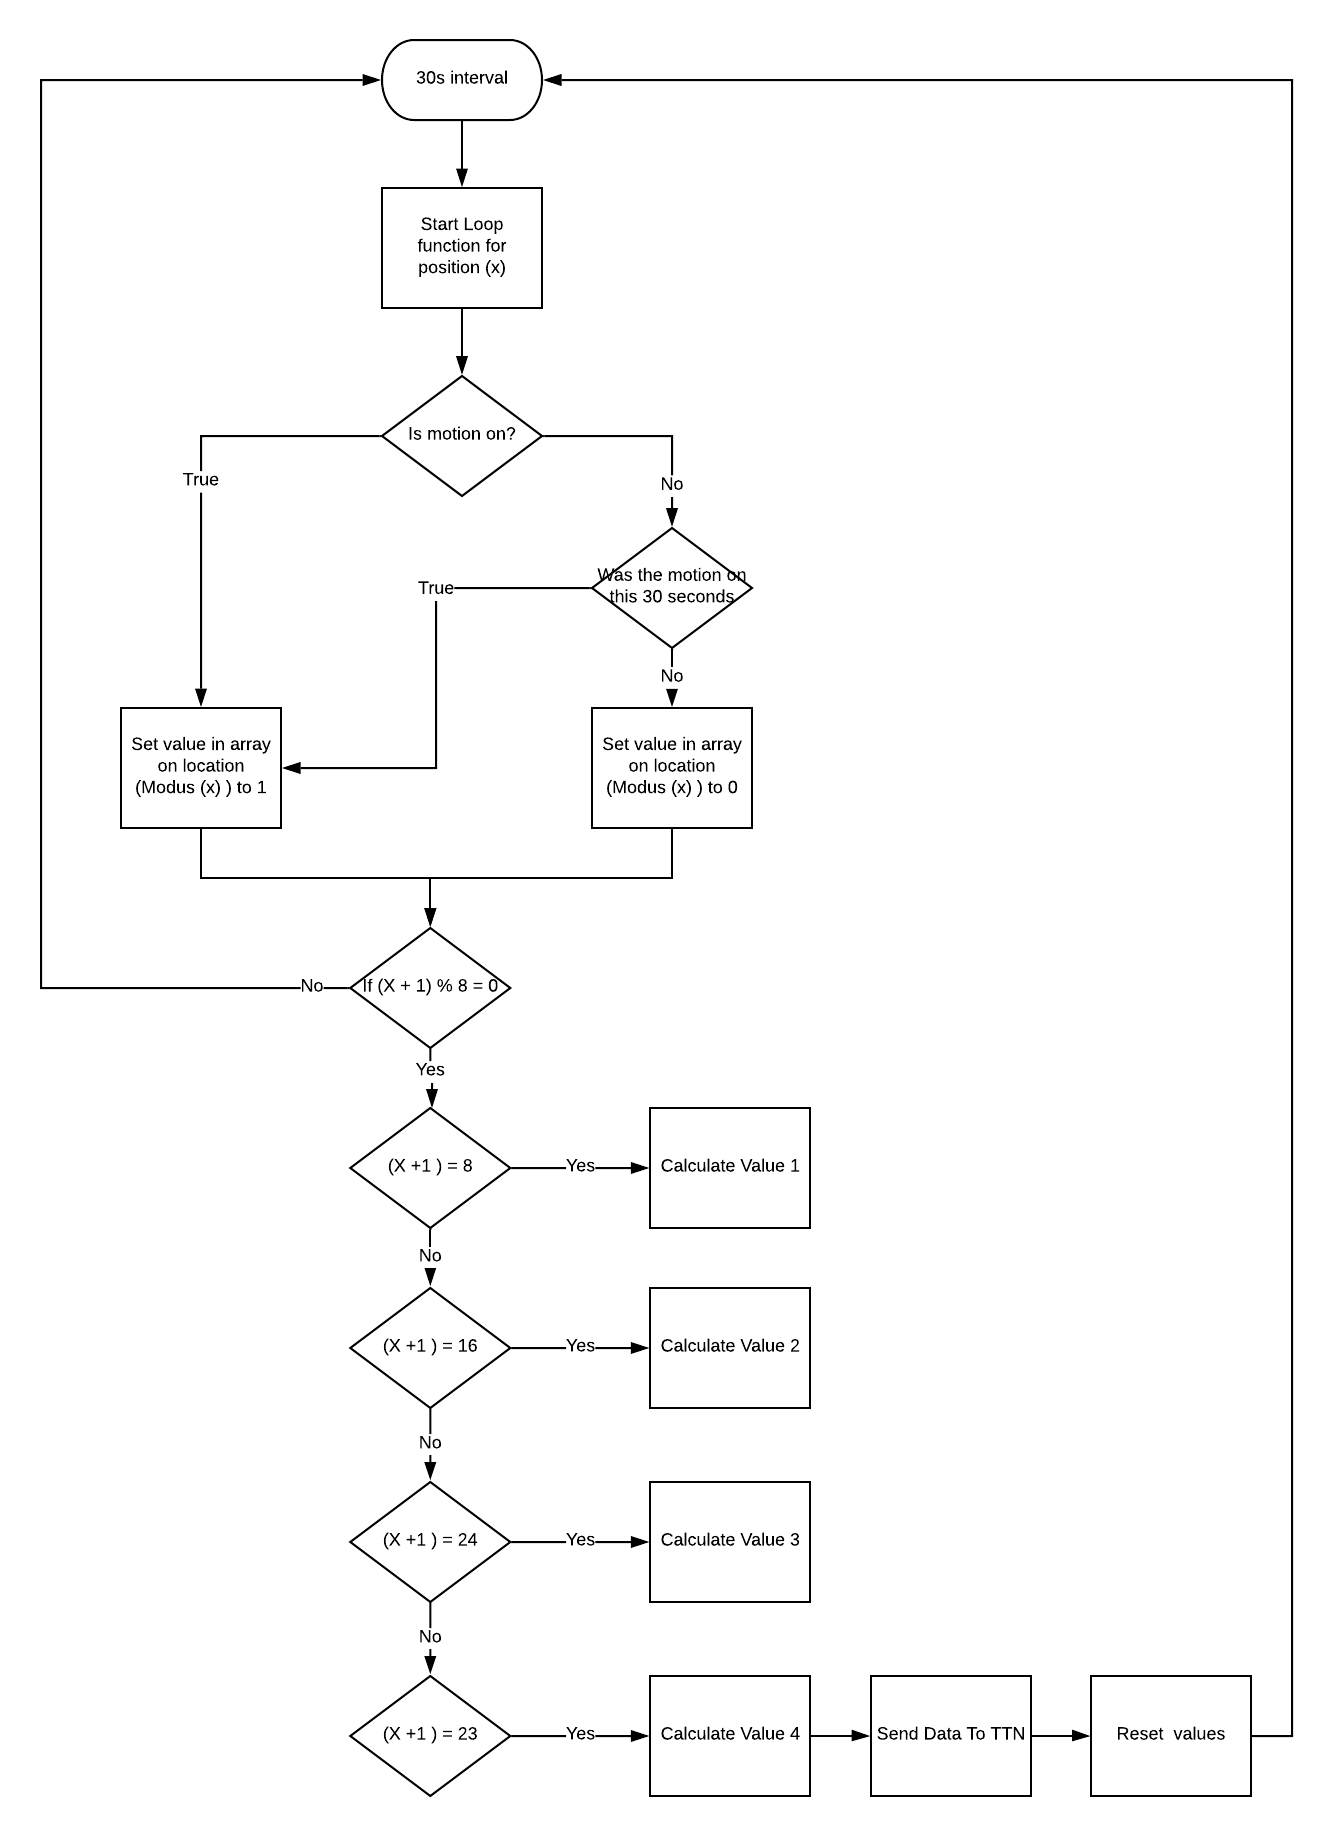 30s interval
Start Loop
function for
position (x)
Is motion on?
True
No
Was the motion on
this 30 seconds
True
No
Set value in array
on location
(Modus (x) ) to 1
Set value in array
on location
(Modus (x) ) to 0
If (X + 1) % 8 = 0
No
Yes
(X +1 ) = 8
Yes
Calculate Value 1
No
(X +1 ) = 16
Yes
Calculate Value 2
No
(X +1 ) = 24
Yes
Calculate Value 3
No
(X +1 ) = 23
Yes
Calculate Value 4
Send Data To TTN
Reset values